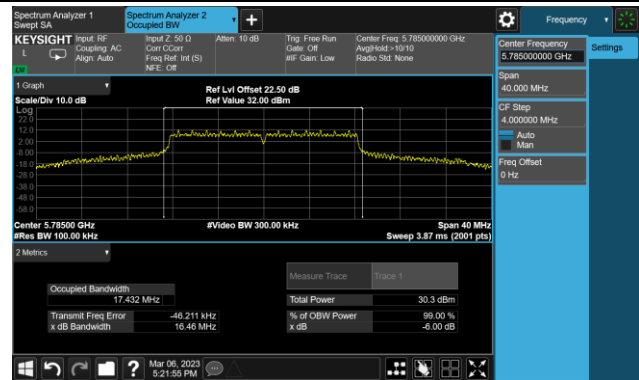 Spectrum Analyzer 1
Swept SA
Spectrum Analyzer 2
Occupied BW
+
Frequency
KEYSIGHT
L
LW
Input: RF
Coupling: AC
Align: Auto
Input Z: 50 Ω
Corr CCorr
Freq Ref: Int (S)
NFE: Off
Atten: 10 dB
Trig: Free Run
Gate: Off
#IF Gain: Low
Center Freq: 5.785000000 GHz
Avg|Hold:>10/10
Radio Std: None
Center Frequency
5.785000000 GHz
Settings
Span
40.000 MHz
CF Step
4.000000 MHz
Auto
Man
Freq Offset
0 Hz
1 Graph
Scale/Div 10.0 dB
Ref Lvl Offset 22.50 dB
Ref Value 32.00 dBm
Log
22.0
12.0
2.00
-8.00
-18.0
-28.0
-38.0
-48.0
-58.0
Center 5.78500 GHz
#Res BW 100.00 kHz
#Video BW 300.00 kHz
Span 40 MHz
Sweep 3.87 ms (2001 pts)
2 Metrics
Measure Trace
Trace 1
Occupied Bandwidth
17.432 MHz
Total Power
30.3 dBm
Transmit Freq Error
-46.211 kHz
% of OBW Power
99.00 %
x dB Bandwidth
16.46 MHz
x dB
-6.00 dB
?
Mar 06, 2023
5:21:55 PM